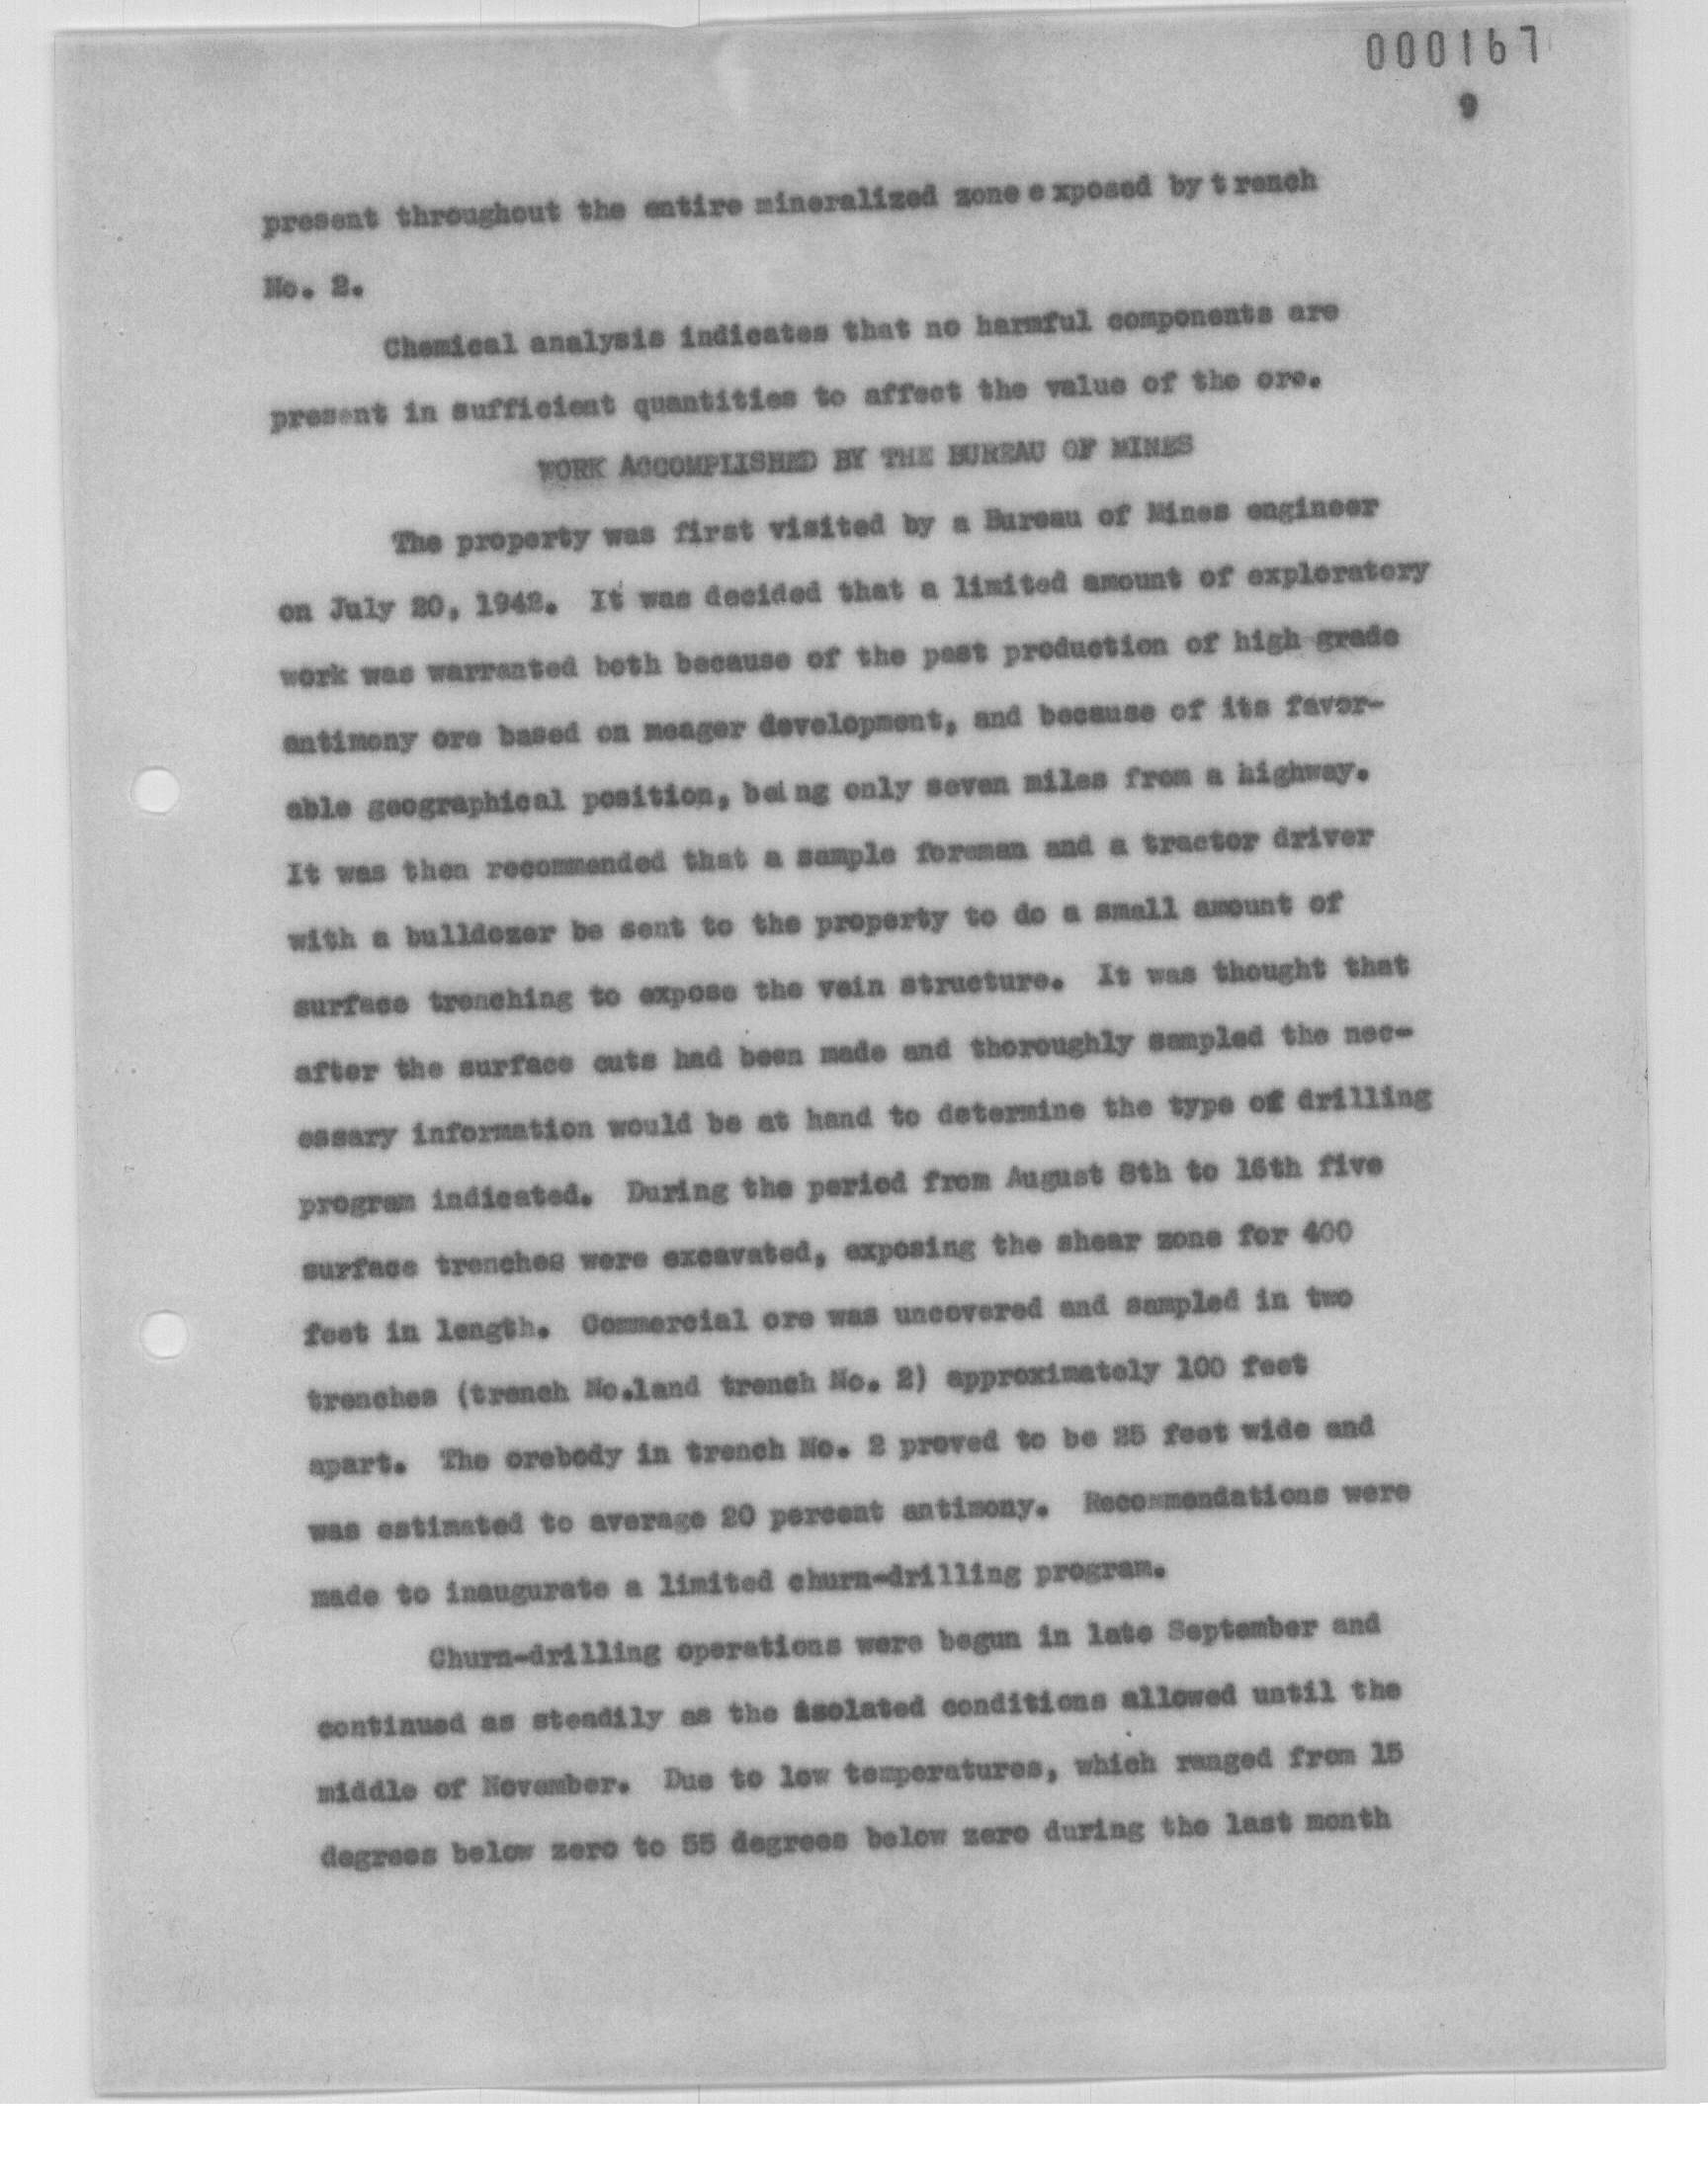 000167
9
present throughout the entire mineralized zone exposed by trench
No. 2.
Chemical analysis indicates that no harmful components are
present in sufficient quantities to affect the value of the ore.
WORK ACCOMPLISHED BY THE BUREAU OF MINES
The property was first visited by a Bureau of Mines engineer
on July 20, 1942. It was decided that a limited amount of exploratory
work was warranted both because of the past production of high grade
antimony ore based on meager development, and because of its favor-
able geographical position, being only seven miles from a highway.
It was then recommended that a sample foreman and a tractor driver
with a bulldozer be sent to the property to do a small amount of
surface trenching to expose the vein structure. It was thought that
after the surface cuts had been made and thoroughly sampled the nec-
essary information would be at hand to determine the type of drilling
program indicated. During the period from August 8th to 16th five
surface trenches were excavated, exposing the shear zone for 400
feet in length. Commercial ore was uncovered and sampled in two
trenches (trench No.1and trench No. 2) approximately 100 feet
apart. The orebody in trench No. 2 proved to be 25 feet wide and
was estimated to average 20 percent antimony. Recommendations were
made to inaugurate a limited churn-drilling program.
Churn-drilling operations were begun in late September and
continued as steadily as the isolated conditions allowed until the
middle of November. Due to low temperatures, which ranged from 15
degrees below zero to 55 degrees below zero during the last month